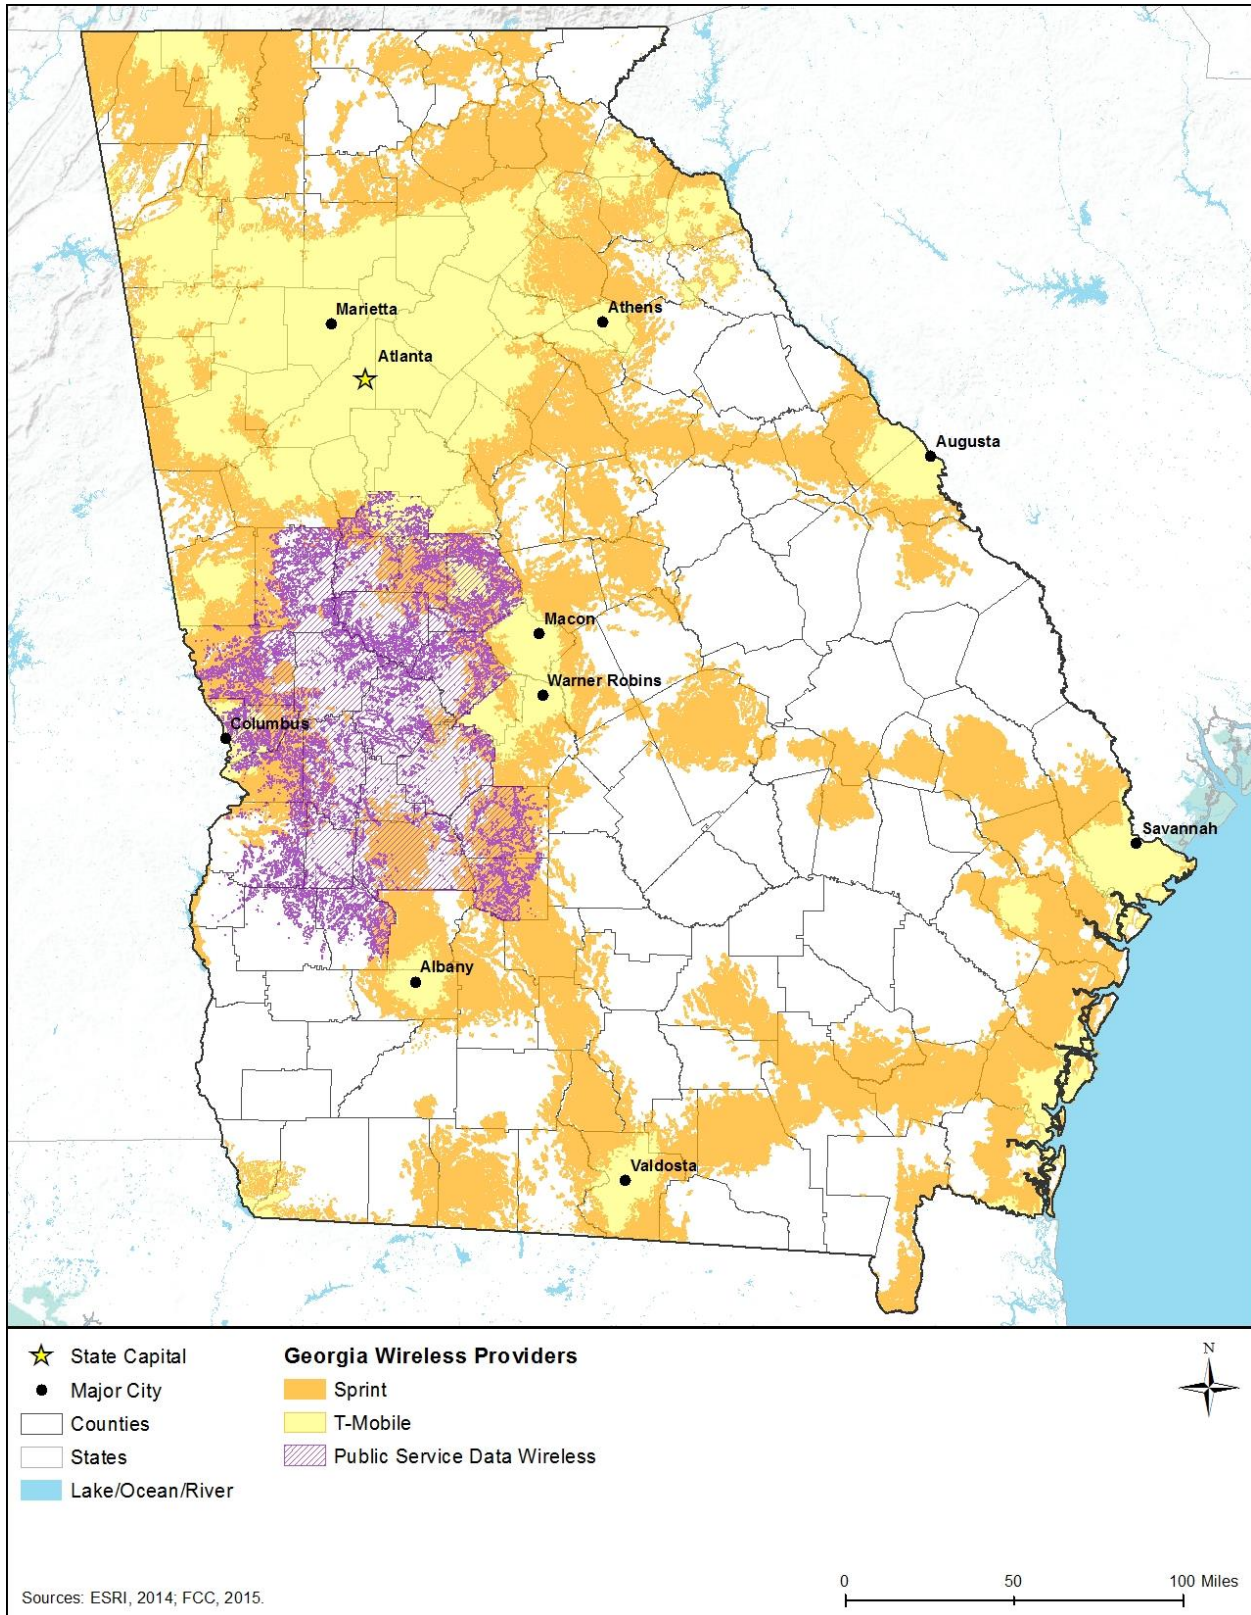 Marietta
Athens
Atlanta
Augusta
Macon
Warner Robins
Columbus
Savannah
Albany
Valdosta
State Capital
Major City
Counties
States
Lake/Ocean/River
Georgia Wireless Providers
Sprint
T-Mobile
Public Service Data Wireless
N
Sources: ESRI, 2014; FCC, 2015.
0 50 100 Miles